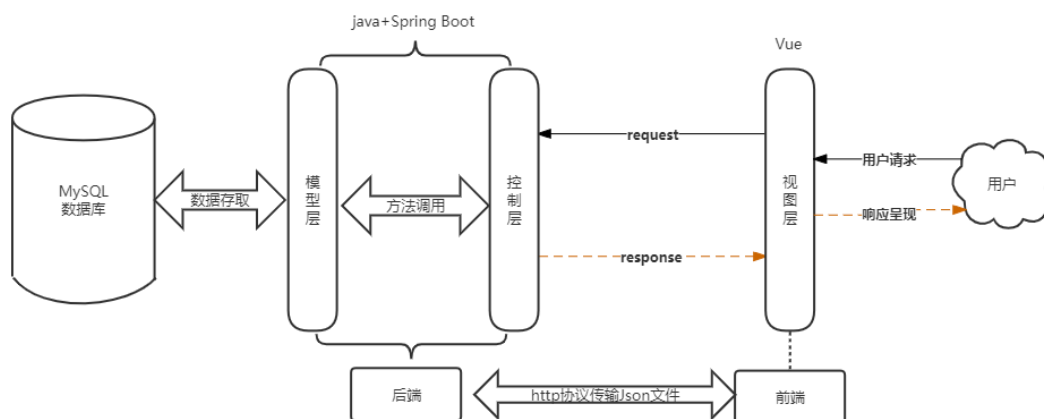 java+Spring Boot
Vue
MySQL
数据库
数据存取
模型层
方法调用
控制层
request
response
视图层
用户请求
响应呈现
用户
后端
http协议传输Json文件
前端